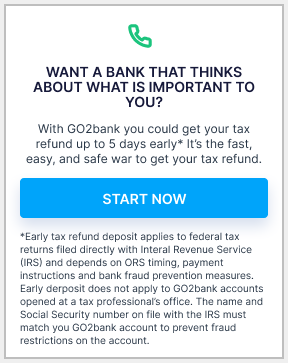 WANT A BANK THAT THINKS
ABOUT WHAT IS IMPORTANT TO
YOU?
With GO2bank you could get your tax
refund up to 5 days early* It's the fast,
easy, and safe war to get your tax refund.
START NOW
*Early tax refund deposit applies to federal tax
returns filed directly with Interal Revenue Service
(IRS) and depends on ORS timing, payment
instructions and bank fraud prevention measures.
Early derposit does not apply to GO2bank accounts
opened at a tax professional's office. The name and
Social Security number on file with the IRS must
match you GO2bank account to prevent fraud
restrictions on the account.